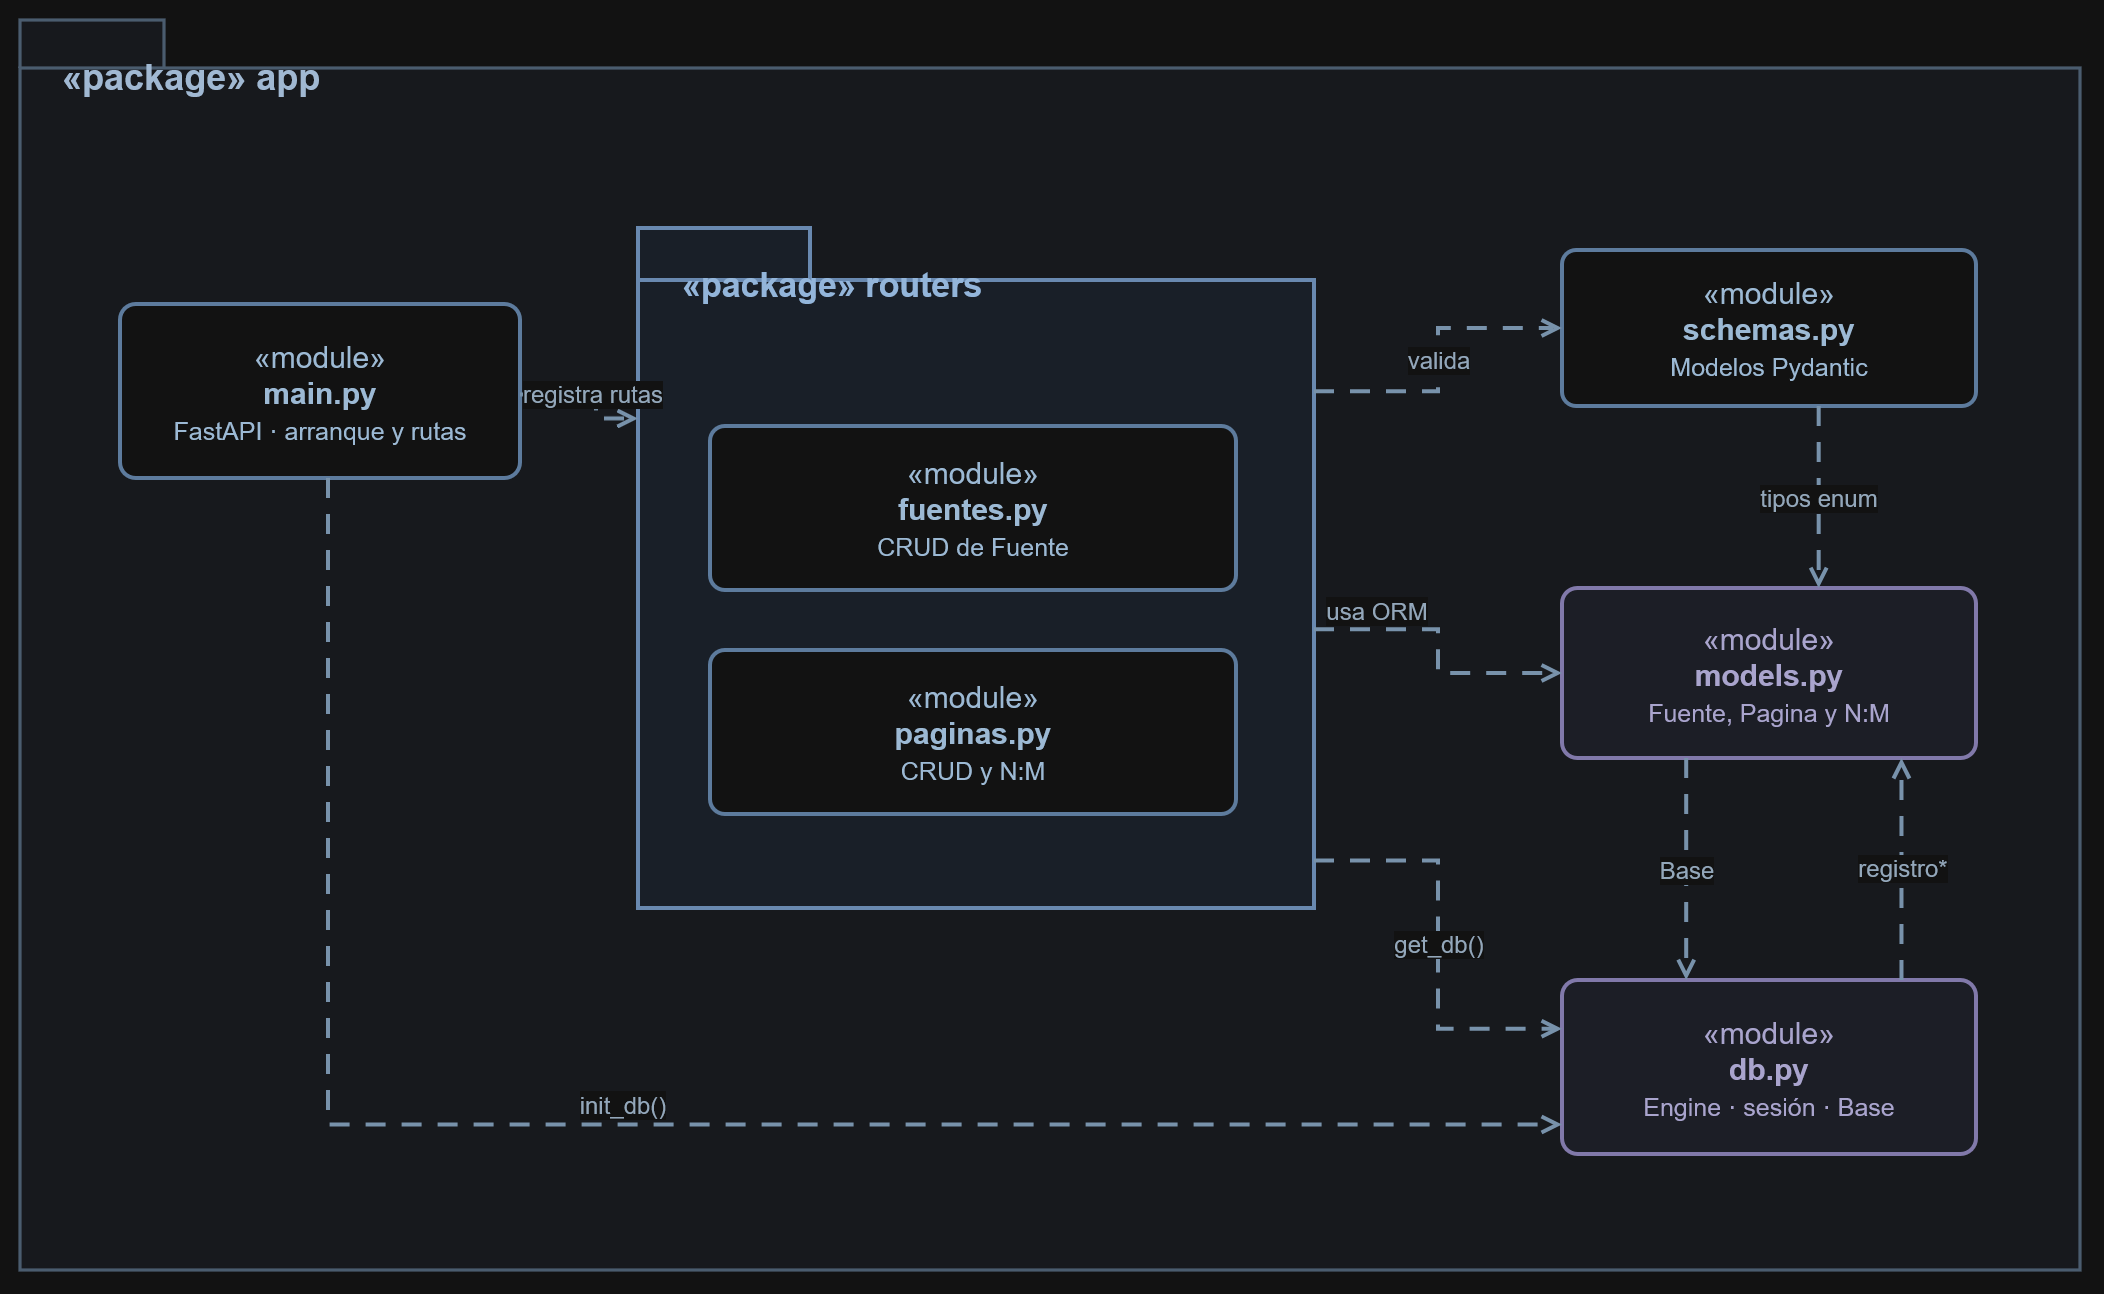 «package» app
«module»
main.py
FastAPI · arranque y rutas
registra rutas
«package» routers
«module»
fuentes.py
CRUD de Fuente
«module»
paginas.py
CRUD y N:M
valida
usa ORM
get_db()
init_db()
«module»
schemas.py
Modelos Pydantic
tipos enum
«module»
models.py
Fuente, Pagina y N:M
Base
registro*
«module»
db.py
Engine · sesión · Base